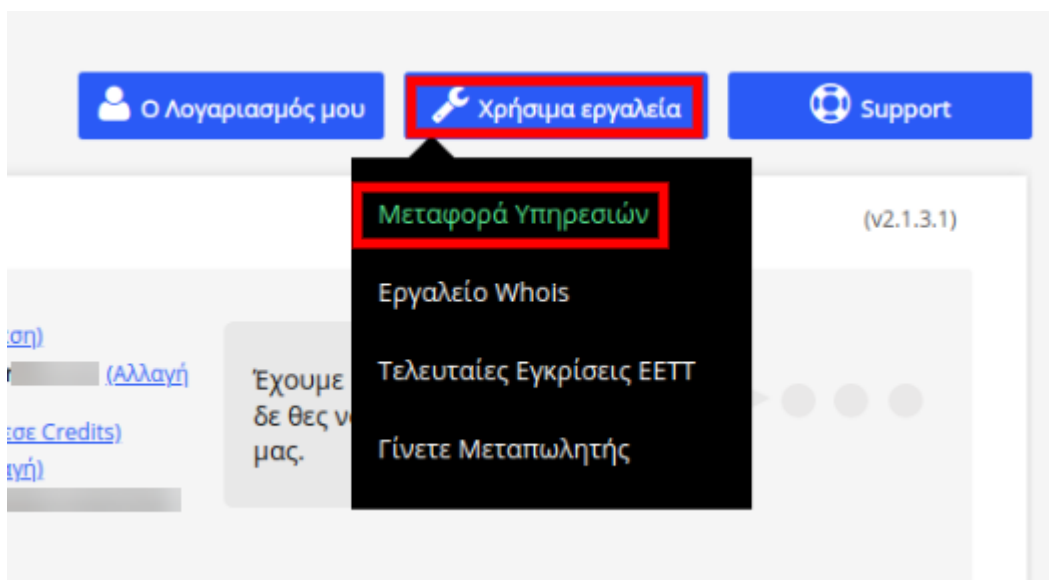 Ο Λογαριασμός μου
Χρήσιμα εργαλεία
Support
Μεταφορά Υπηρεσιών
(v2.1.3.1)
Εργαλείο Whois
Τελευταίες Εγκρίσεις ΕΕΤΤ
Γίνετε Μεταπωλητής
(Αλλαγή
Credits)
Έχουμε
δε θες
μας.